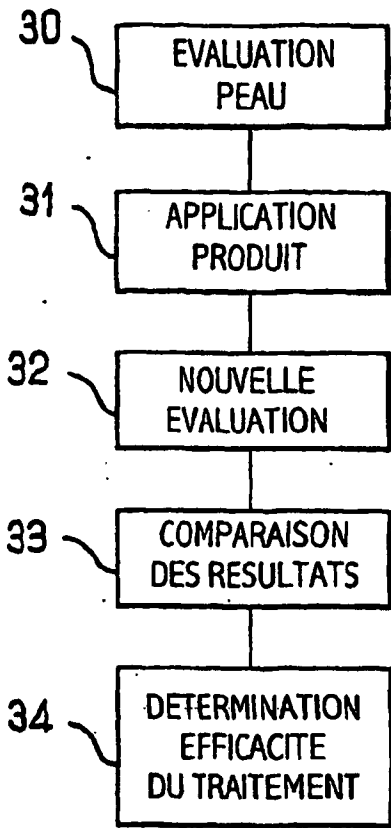 30
EVALUATION
PEAU
31
APPLICATION
PRODUIT
32
NOUVELLE
EVALUATION
33
COMPARAISON
DES RESULTATS
34
DETERMINATION
EFFICACITE
DU TRAITEMENT